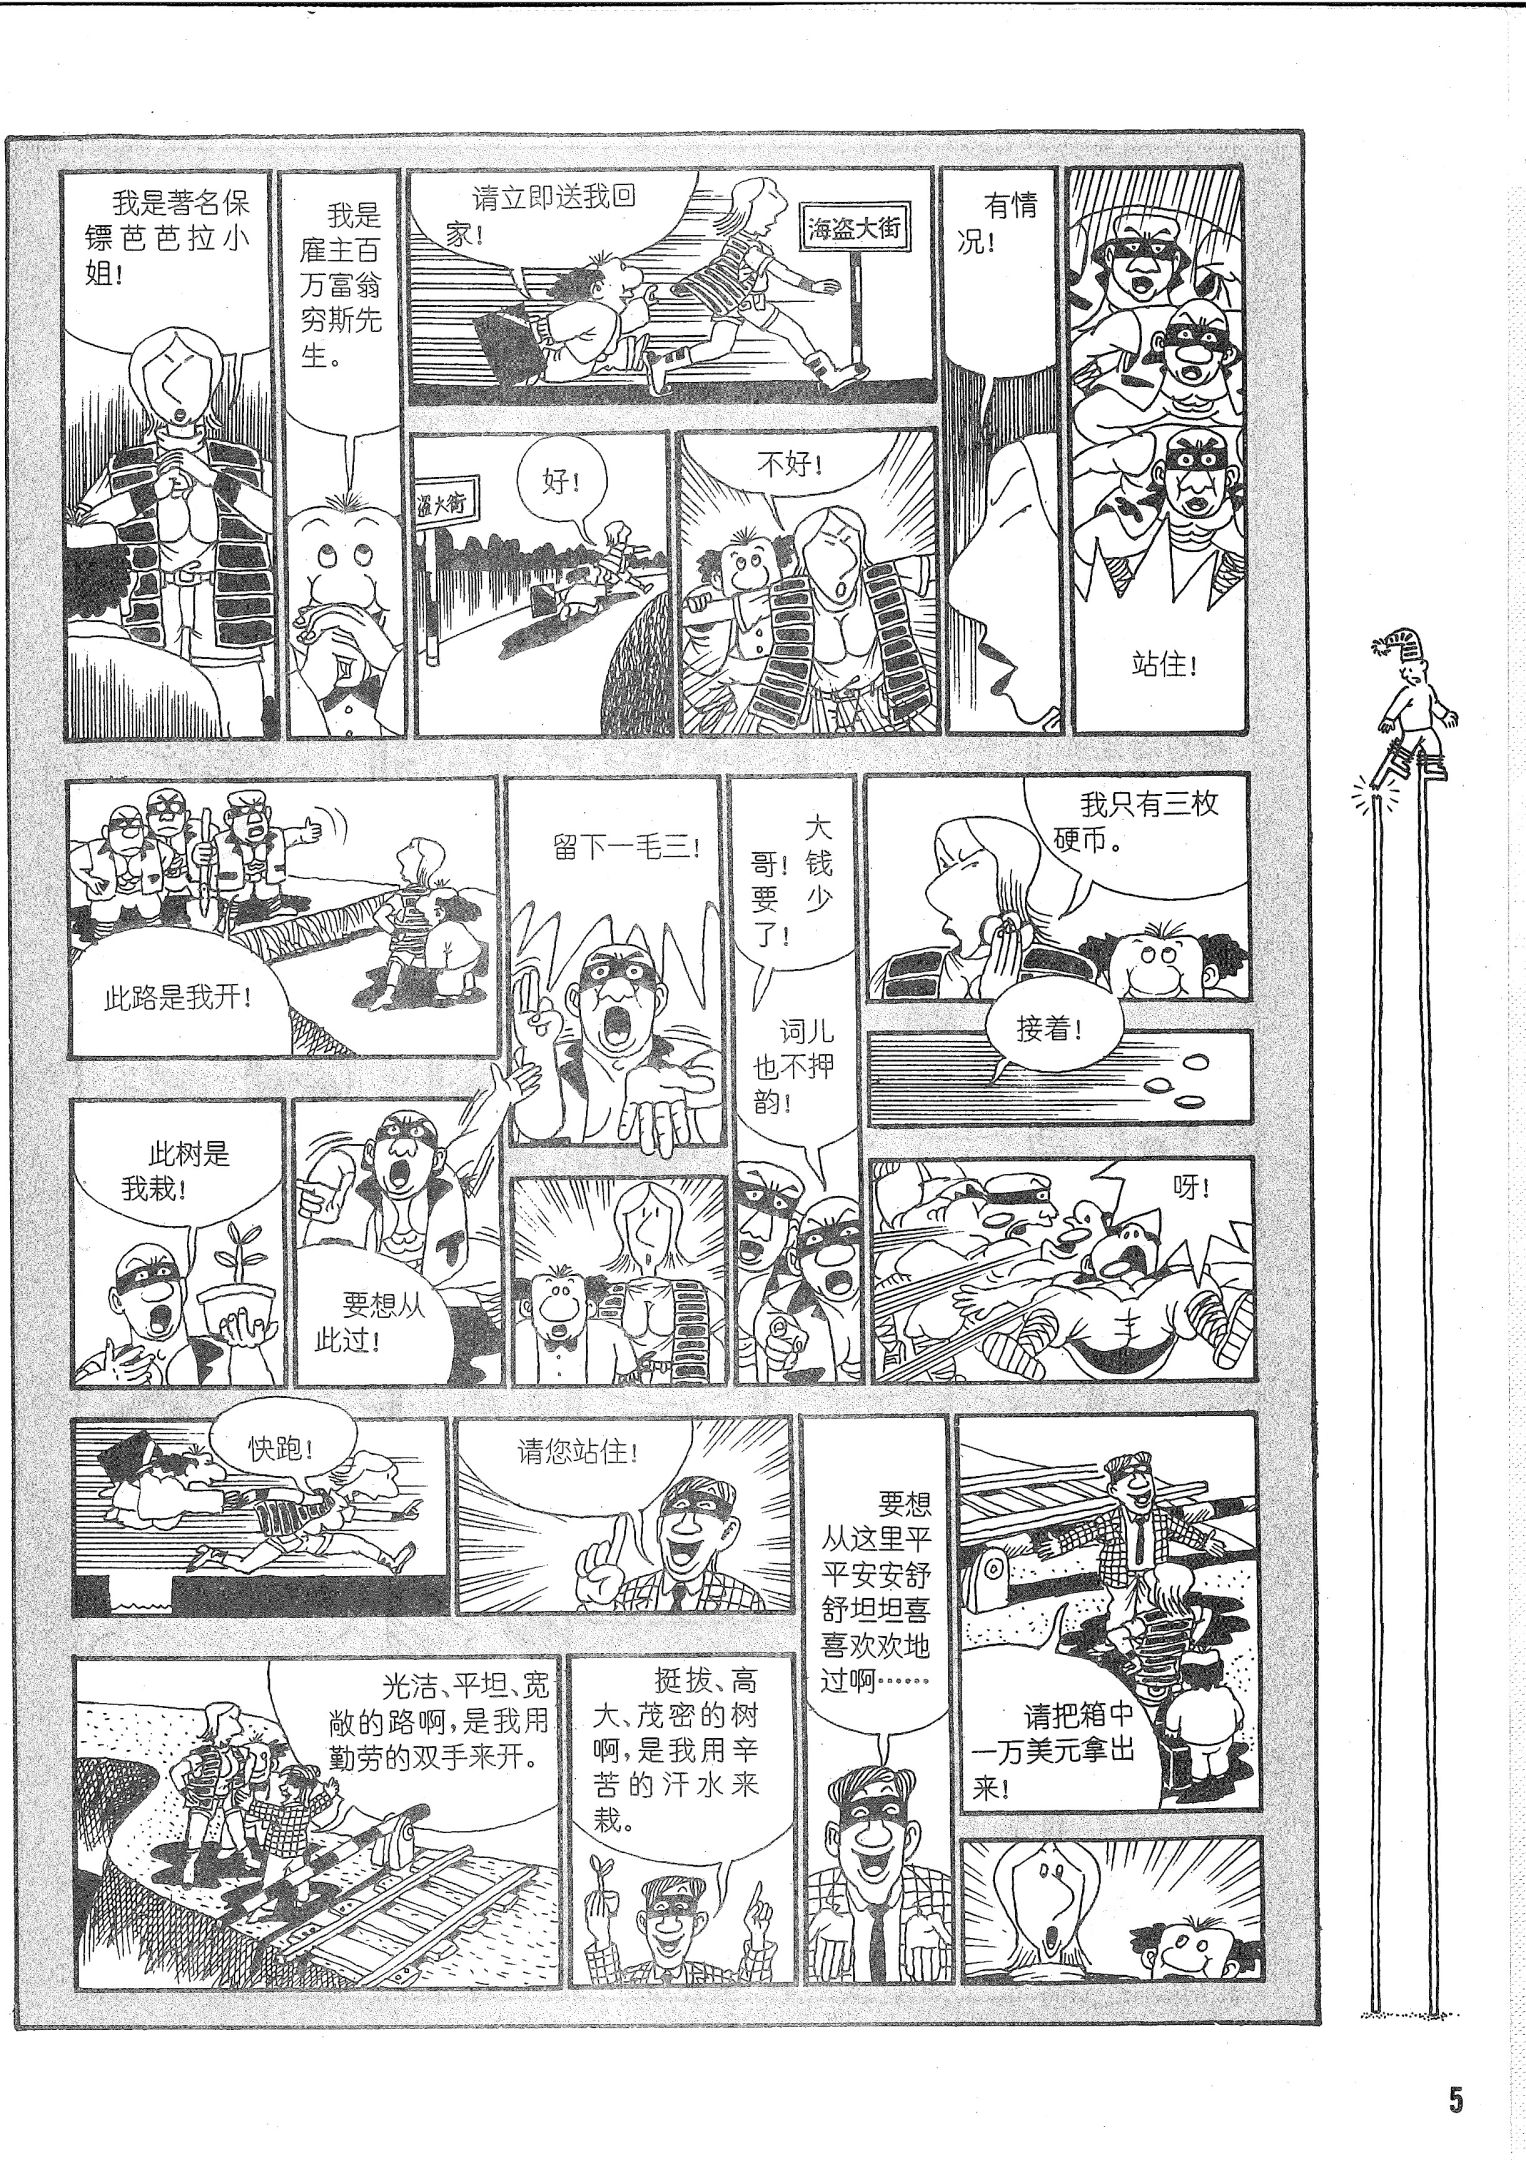 我是著名保
镖芭芭拉小
姐！
我是
雇主百
万富翁
穷斯先
生。
请立即送我回
家！
海盗大街
好！
盗大街
不好！
有情
况！
站住！
此路是我开！
此树是
我栽！
要想从
此过！
留下一毛三！
大
哥！钱
要少
了！
词儿
也不押
韵！
我只有三枚
硬币。
接着！
呀！
快跑！
请您站住！
光洁、平坦、宽
敞的路啊，是我用
勤劳的双手来开。
挺拔、高
大、茂密的树
啊，是我用辛
苦的汗水来
栽。
要想
从这里平
平安安舒
舒坦坦喜
喜欢欢地
过啊……
请把箱中
一万美元拿出
来！
5